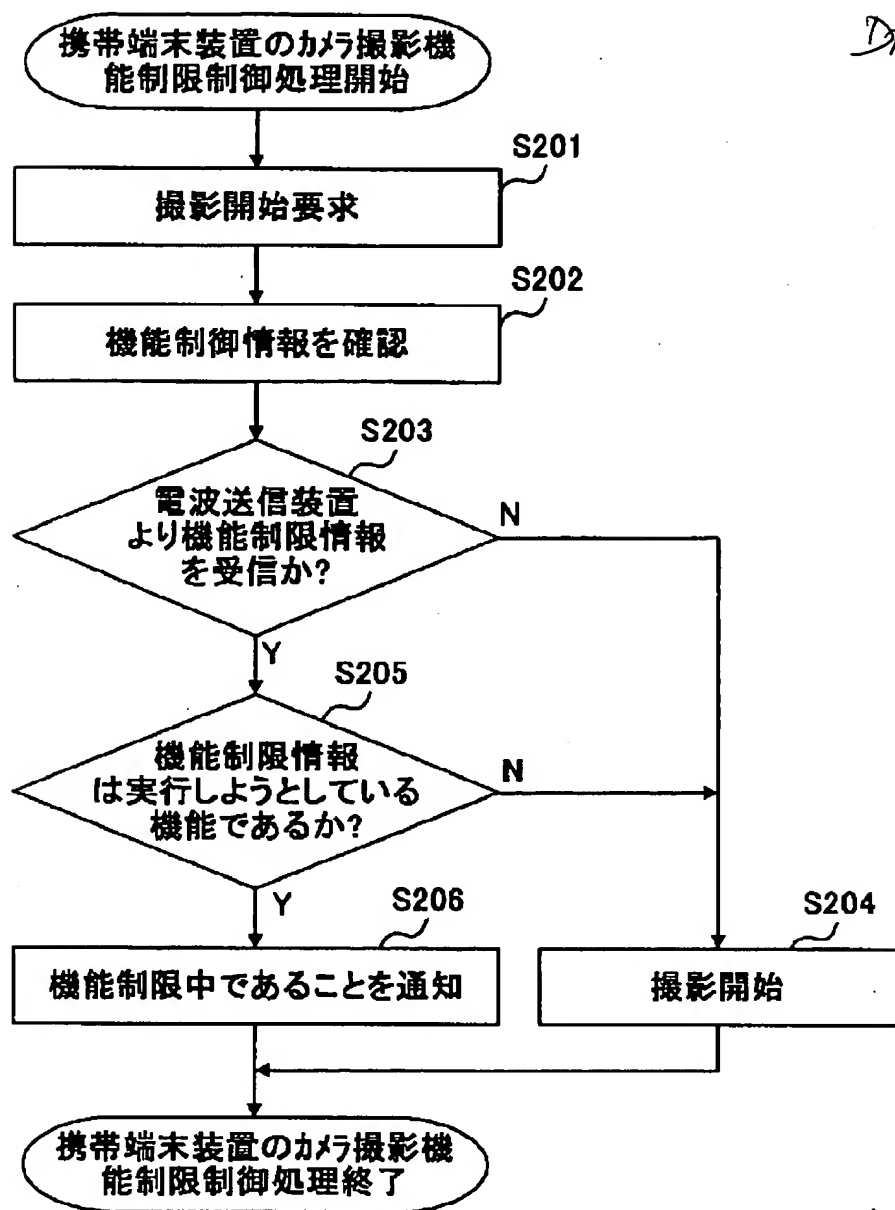 携帯端末装置のカメラ撮影機
能制限制御処理開始
S201
撮影開始要求
S202
機能制御情報を確認
S203
電波送信装置
より機能制限情報
を受信か?
N
Y
S205
機能制限情報
は実行しようとしている
機能であるか?
N
Y
S206
機能制限中であることを通知
S204
撮影開始
携帯端末装置のカメラ撮影機
能制限制御処理終了